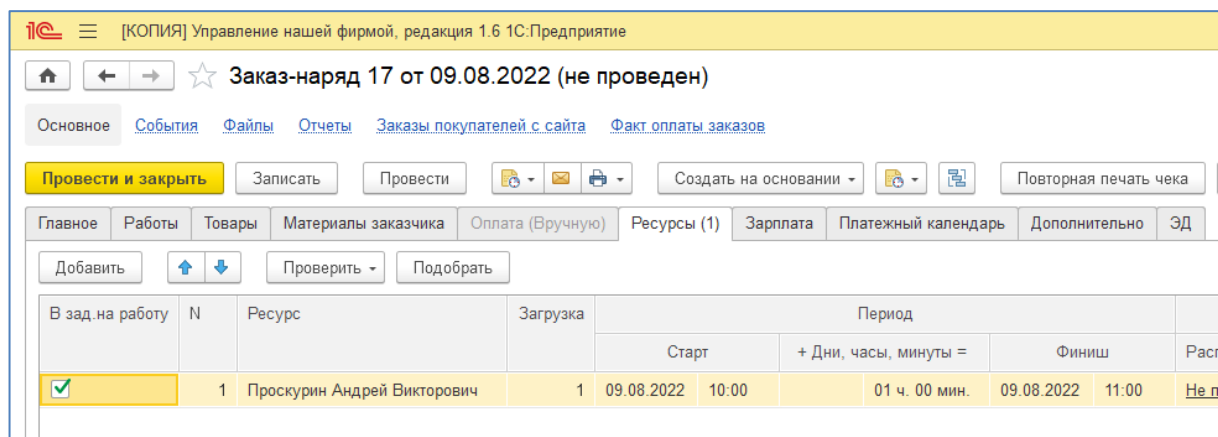 1С [КОПИЯ] Управление нашей фирмой, редакция 1.6 1С:Предприятие
Заказ-наряд 17 от 09.08.2022 (не проведен)
Основное События Файлы Отчеты Заказы покупателей с сайта Факт оплаты заказов
Провести и закрыть Записать Провести Создать на основании Повторная печать чека
Главное Работы Товары Материалы заказчика Оплата (Вручную) Ресурсы (1) Зарплата Платежный календарь Дополнительно ЭД
Добавить Проверить Подобрать
В зад.на работу N Ресурс Загрузка Период
Старт + Дни, часы, минуты = Финиш
1 Проскурин Андрей Викторович 1 09.08.2022 10:00 01 ч. 00 мин. 09.08.2022 11:00 Не